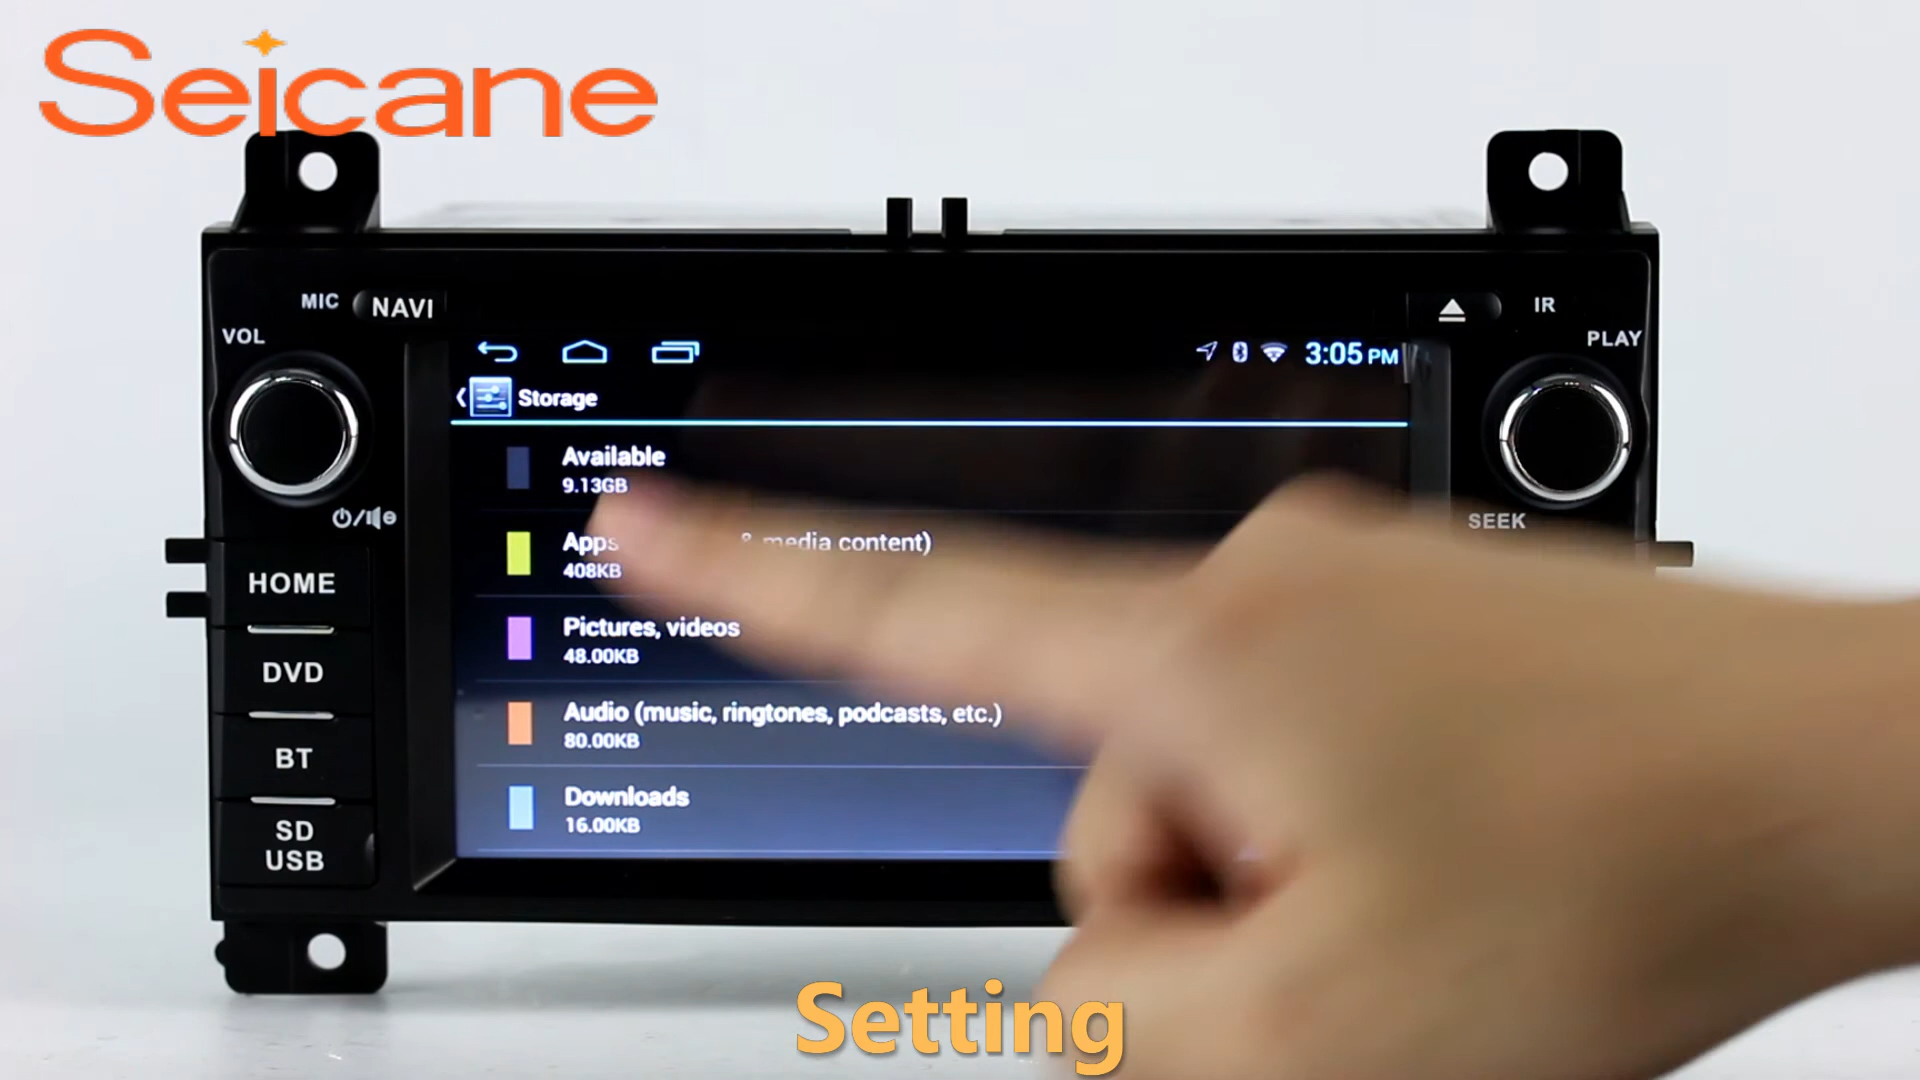 Seicane
MIC NAVI
IR
VOL
PLAY
3:05 PM
Storage
Available
9.13GB
SEEK
Apps & media content)
408KB
HOME
Pictures, videos
48.00KB
DVD
Audio (music, ringtones, podcasts, etc.)
80.00KB
BT
Downloads
16.00KB
SD
USB
Setting